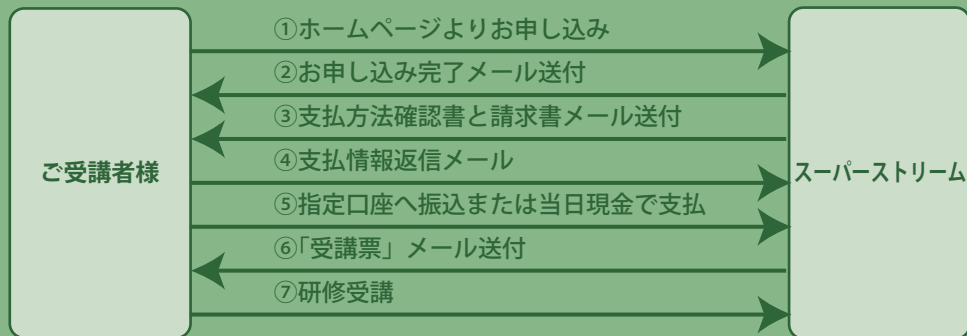 ①ホームページよりお申し込み
②お申し込み完了メール送付
③支払方法確認書と請求書メール送付
④支払情報返信メール
⑤指定口座へ振込または当日現金で支払
⑥「受講票」メール送付
⑦研修受講
ご受講者様
スーパーストリーム